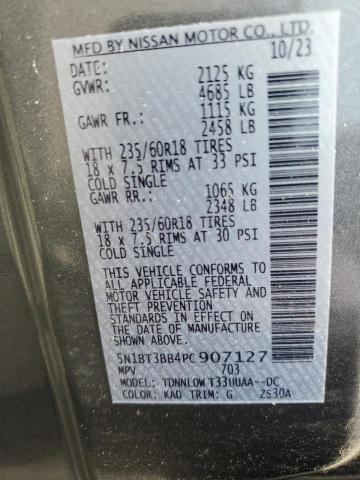 MFD BY NISSAN MOTOR CO., LTD.
10/23
DATE:
GVWR: 2125 KG
4685 LB
GAWR FR.: 1115 KG
2458 LB
WITH 235/60R18 TIRES
18 x 7.5 RIMS AT 33 PSI
COLD SINGLE
GAWR RR.: 1065 KG
2348 LB
WITH 235/60R18 TIRES
18 x 7.5 RIMS AT 30 PSI
COLD SINGLE
THIS VEHICLE CONFORMS TO
ALL APPLICABLE FEDERAL
MOTOR VEHICLE SAFETY AND
THEFT PREVENTION
STANDARDS IN EFFECT ON
THE DATE OF MANUFACTURE
SHOWN ABOVE.
5N1BT3BB4PC907127
MPV 703
MODEL: TDNNLOW T33UUAA--DC
COLOR: KAD TRIM: G 2S30A